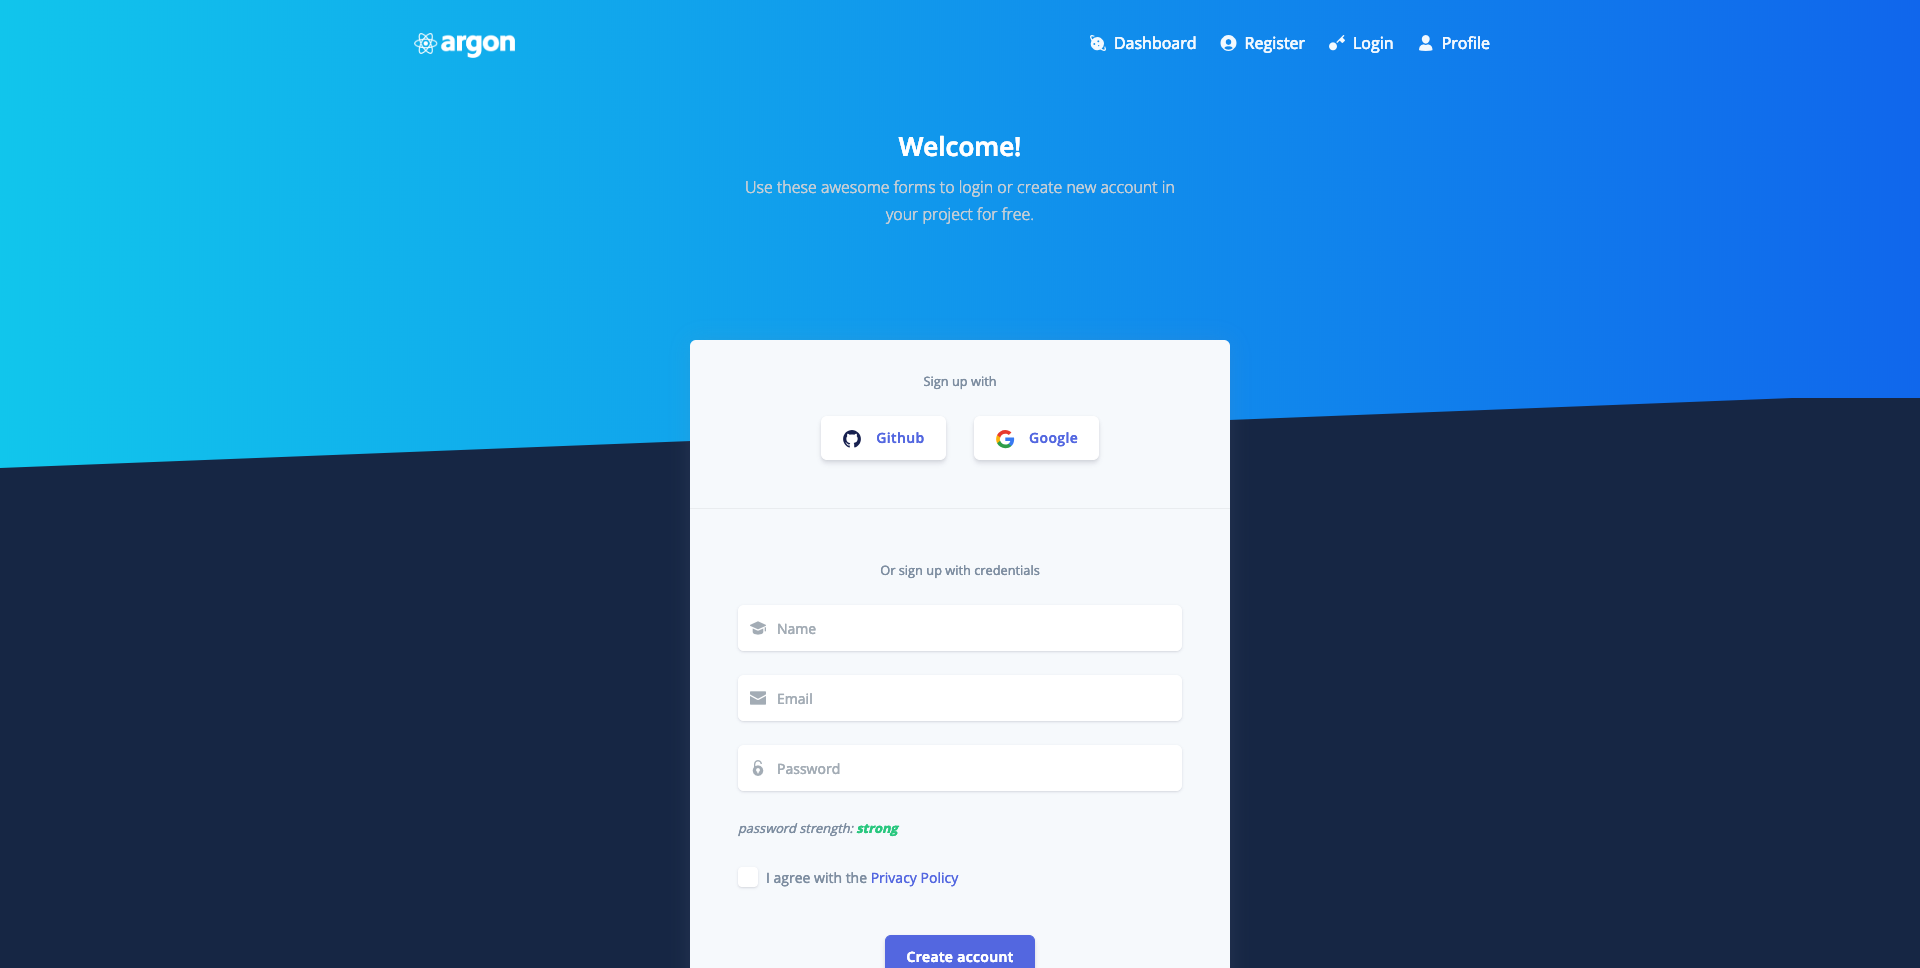 argon
Dashboard Register Login Profile
Welcome!
Use these awesome forms to login or create new account in
your project for free.
Sign up with
Github Google
Or sign up with credentials
Name
Email
Password
password strength: strong
I agree with the Privacy Policy
Create account